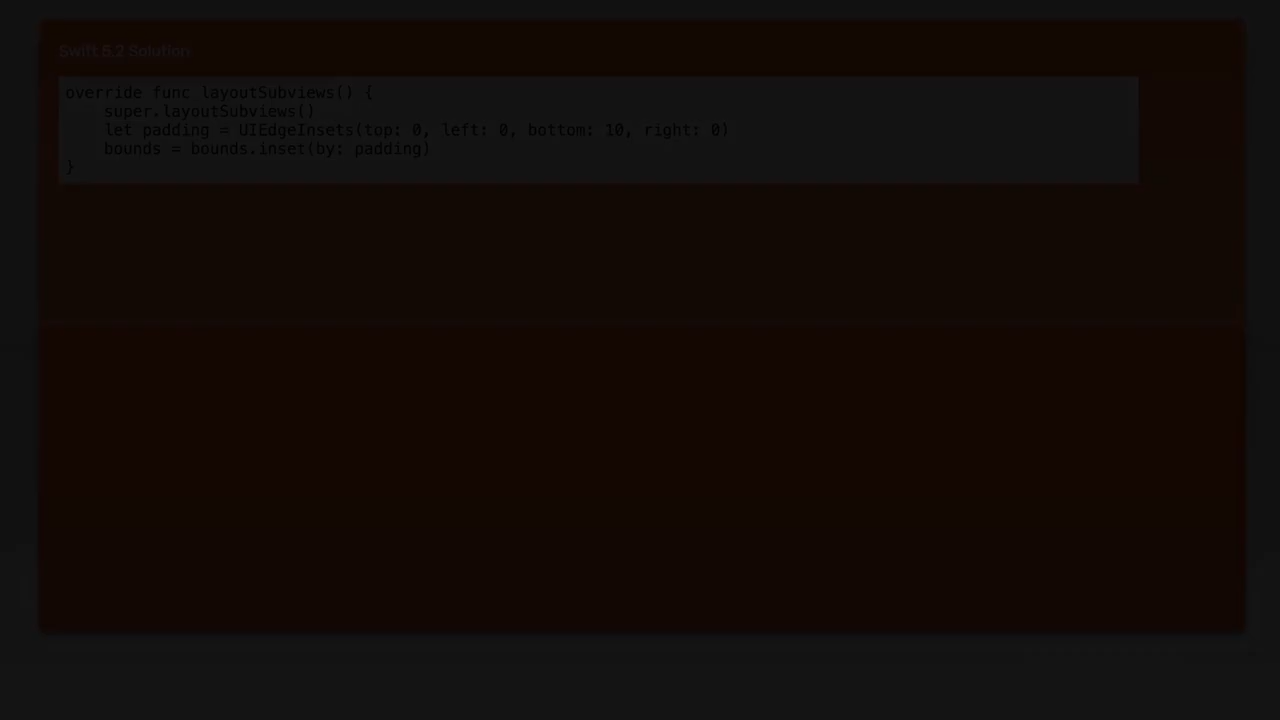 Swift 5.2 Solution
override func layoutSubviews() {
    super.layoutSubviews()
    let padding = UIEdgeInsets(top: 0, left: 0, bottom: 10, right: 0)
    bounds = bounds.inset(by: padding)
}